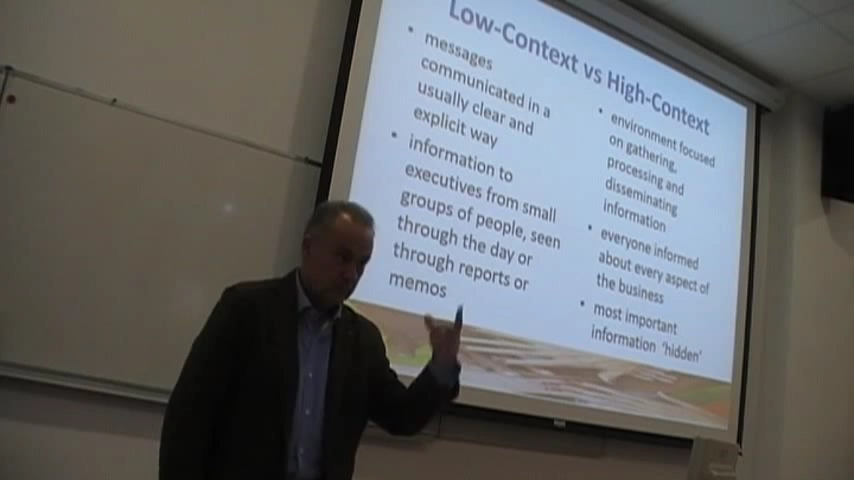 Low-Context vs High-Context
• messages
communicated in a
usually clear and
explicit way
• information to
executives from small
groups of people, seen
through the day or
through reports or
memos
• environment focused
on gathering,
processing and
disseminating
information
• everyone informed
about every aspect of
the business
• most important
information 'hidden'